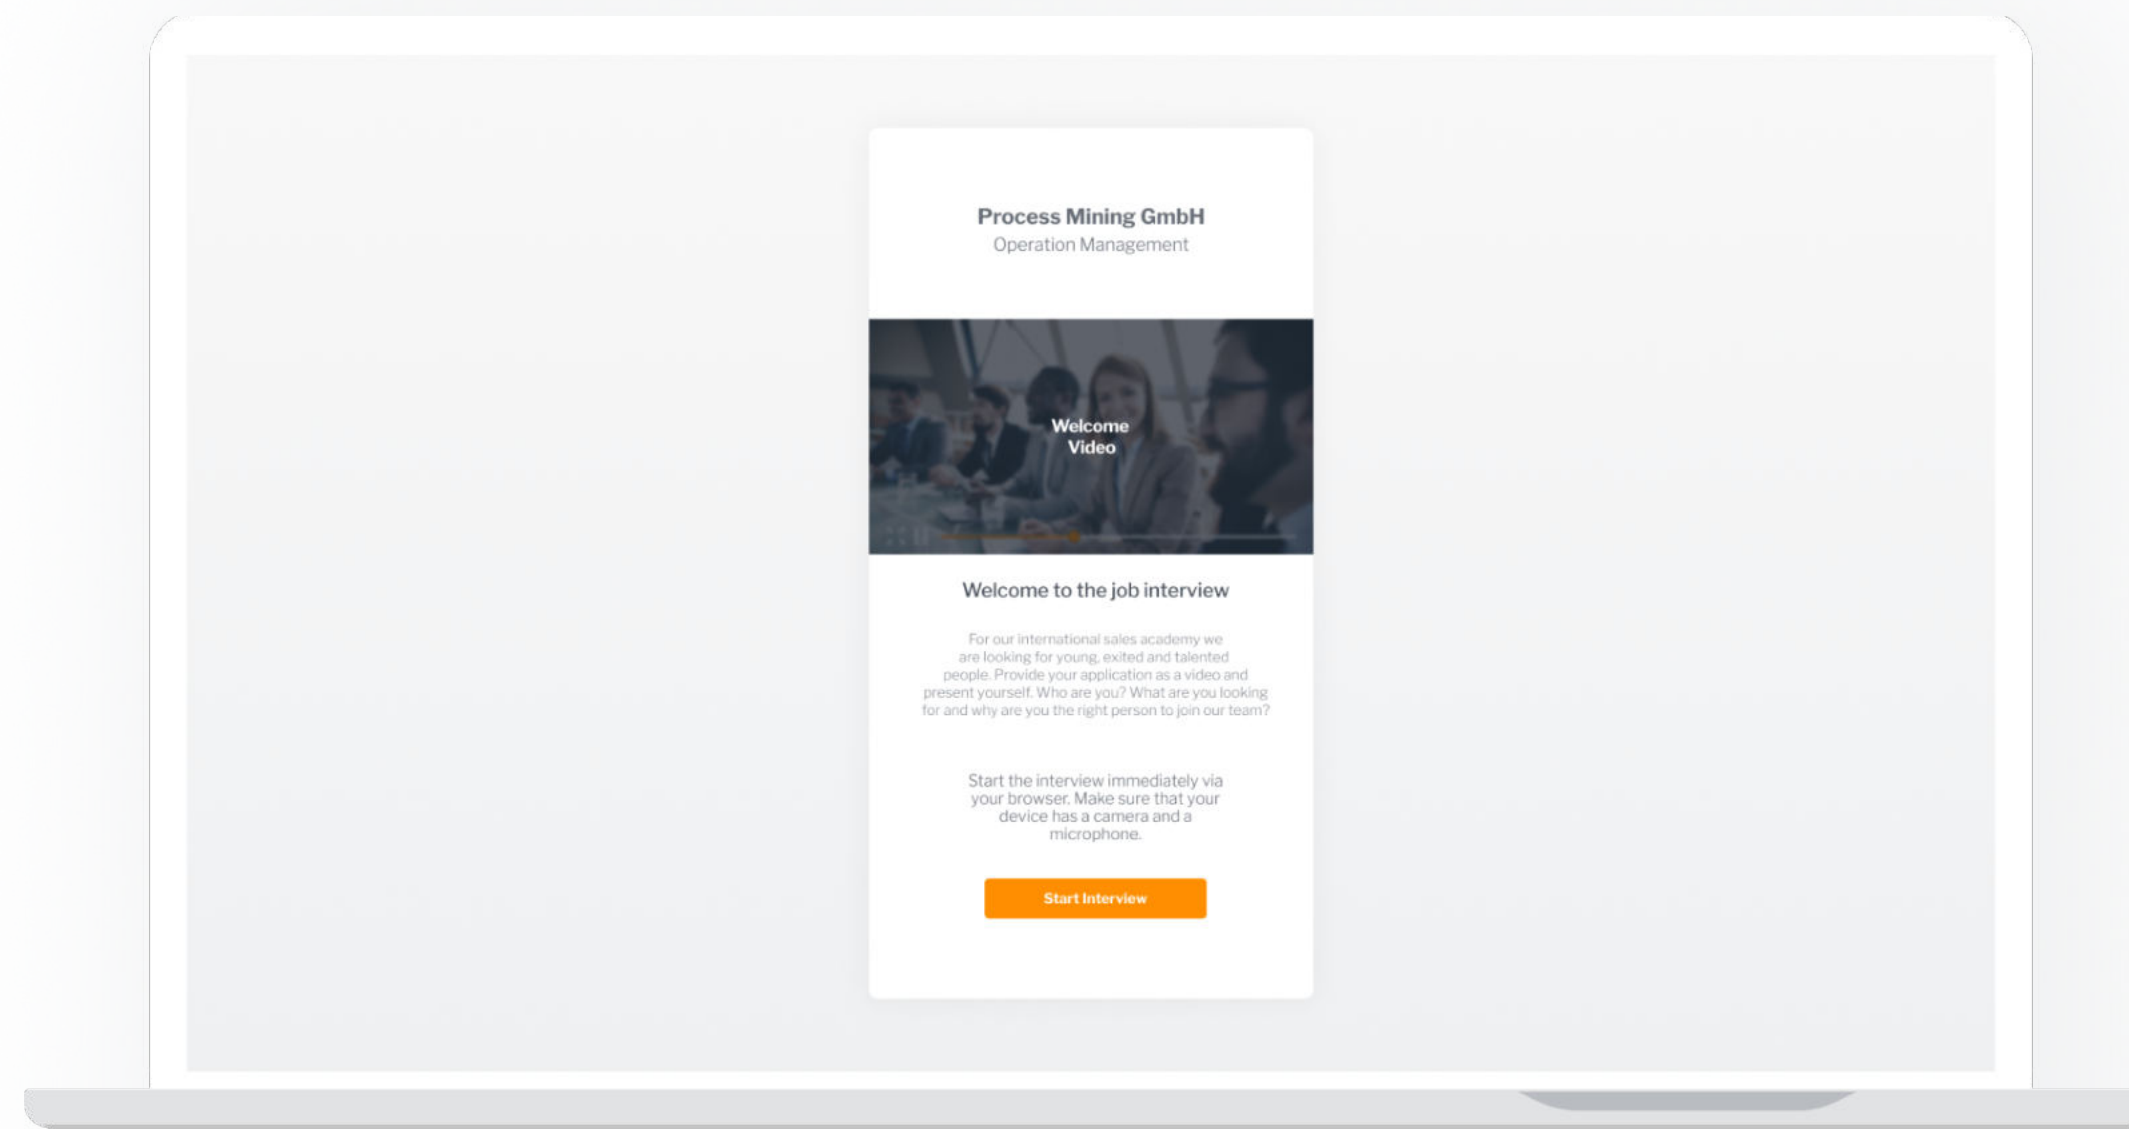 Process Mining GmbH
Operation Management
Welcome
Video
Welcome to the job interview
For our international sales academy we
are looking for young, exited and talented
people. Provide your application as a video and
present yourself. Who are you? What are you looking
for and why are you the right person to join our team?
Start the interview immediately via
your browser. Make sure that your
device has a camera and a
microphone.
Start Interview